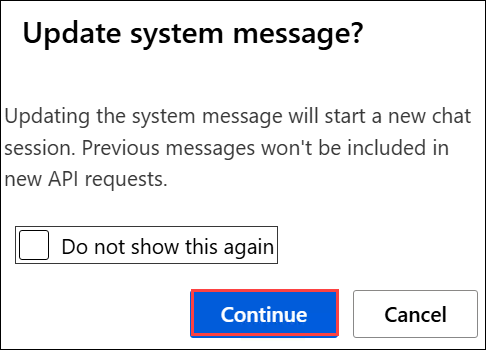 Update system message?
Updating the system message will start a new chat
session. Previous messages won't be included in
new API requests.
Do not show this again
Continue
Cancel